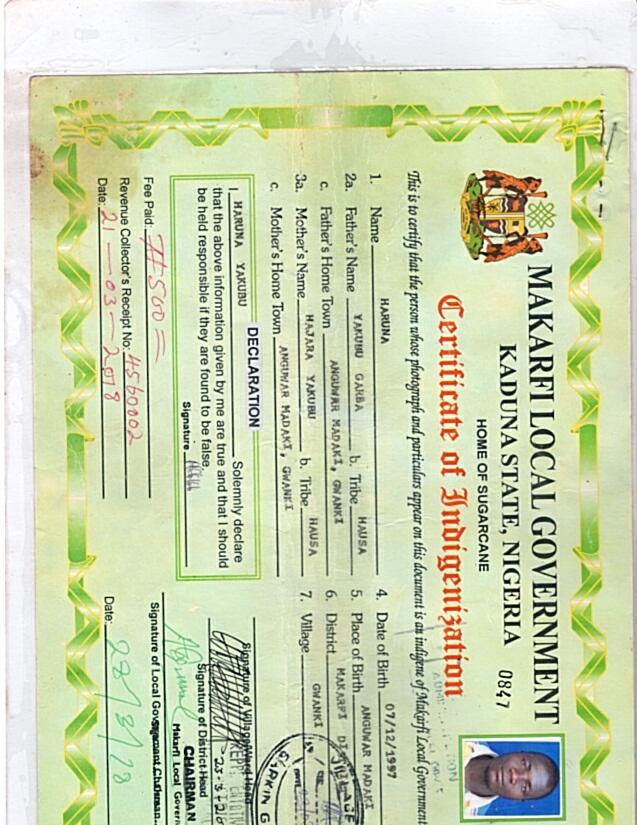 MAKARFI LOCAL GOVERNMENT
KADUNA STATE, NIGERIA
HOME OF SUGARCANE
0847
Certificate of Indigenization
This is to certify that the person whose photograph and particulars appear on this document is an indigene of Makarfi Local Government
1. Name HARUNA
2a. Father's Name YAKUBU GARBA b. Tribe HAUSA
c. Father's Home Town ANGUWAR MADAKI, GWANKI
3a. Mother's Name HAJARA YAKUBU b. Tribe HAUSA
c. Mother's Home Town ANGUWAR MADAKI, GWANKI
4. Date of Birth 07/12/1997
5. Place of Birth ANGUWAR MADAKI
6. District MAKARFI
7. Village GWANKI
DECLARATION
I HARUNA YAKUBU Solemnly declare
that the above information given by me are true and that I should
be held responsible if they are found to be false.
Signature
Fee Paid: ₦500=
Revenue Collector's Receipt No: 4560002
Date: 21-03-2018
Signature of Village/Ward Head
Signature of District Head
CHAIRMAN
Makarfi Local Govern
Signature of Local Government Chairman
Date: 28/3/18